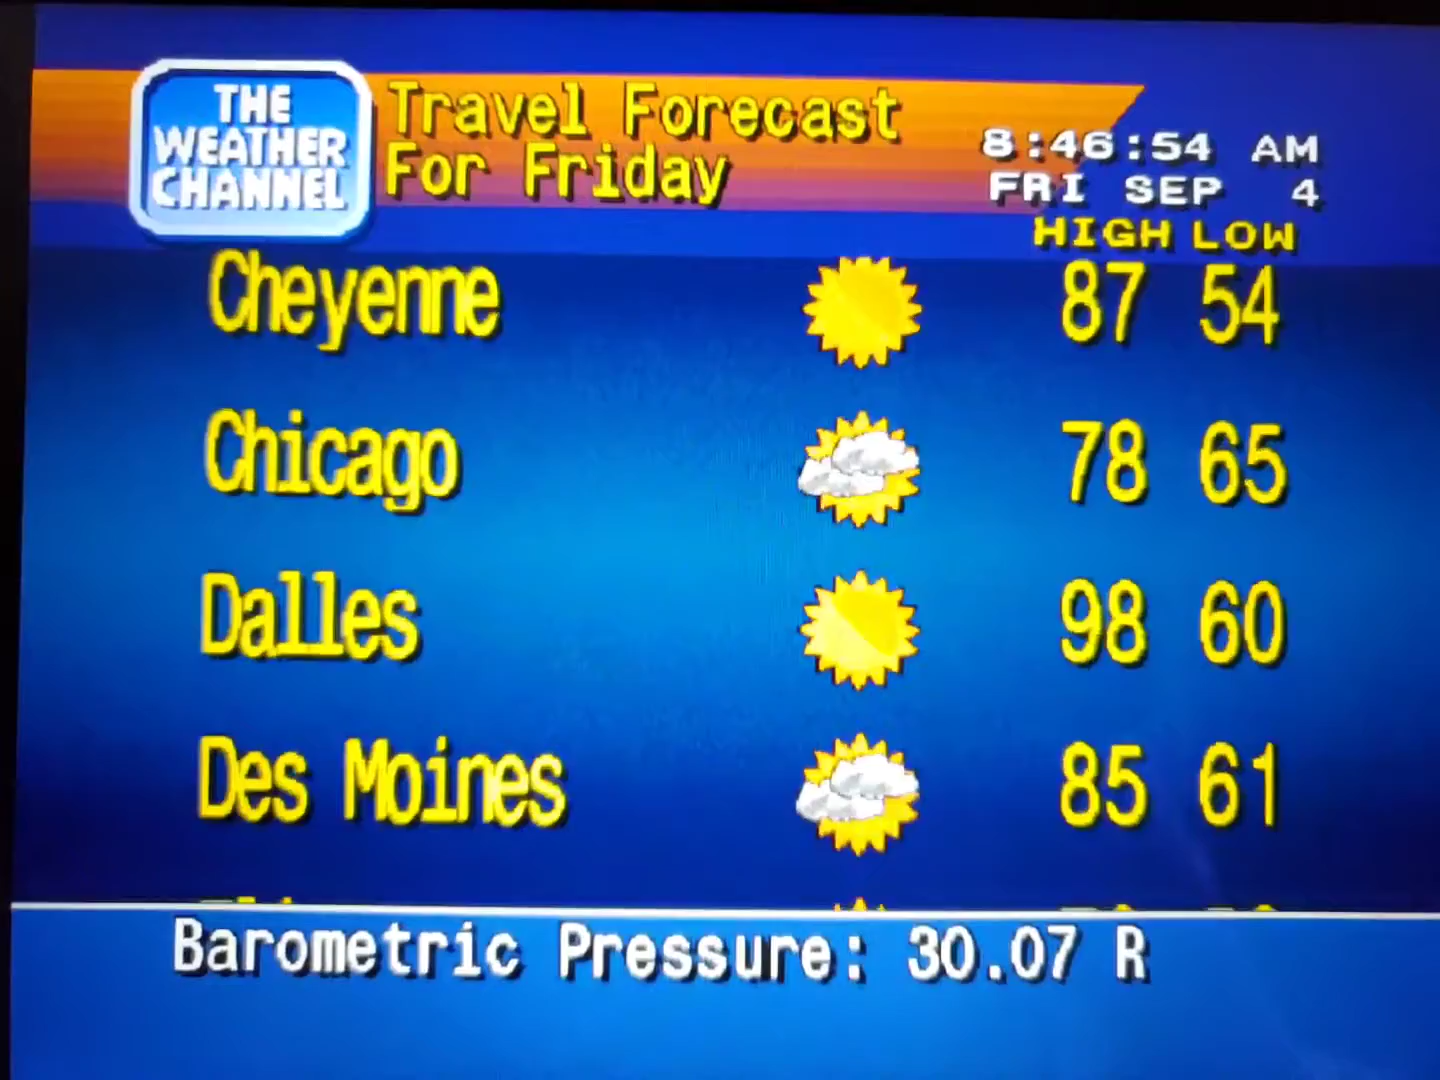 THE
WEATHER
CHANNEL
Travel Forecast
For Friday
8:46:54 AM
FRI SEP 4
HIGH LOW
Cheyenne 87 54
Chicago 78 65
Dalles 98 60
Des Moines 85 61
Barometric Pressure: 30.07 R